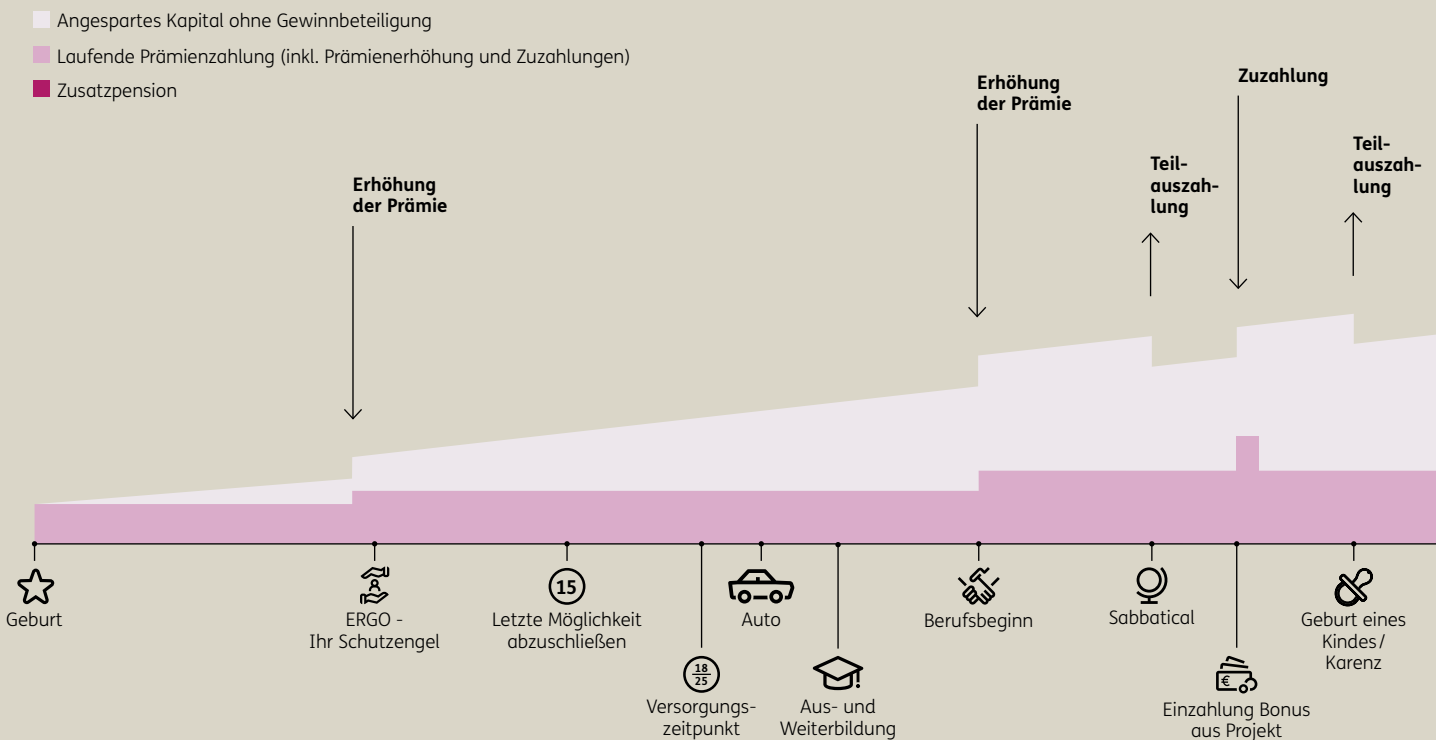 Angespartes Kapital ohne Gewinnbeteiligung
Laufende Prämienzahlung (inkl. Prämienerhöhung und Zuzahlungen)
Zusatzpension
Erhöhung
der Prämie
Erhöhung
der Prämie
Teil-
auszah-
lung
Zuzahlung
Teil-
auszah-
lung
Geburt
ERGO -
Ihr Schutzengel
15
Letzte Möglichkeit
abzuschließen
18
25
Versorgungs-
zeitpunkt
Auto
Aus- und
Weiterbildung
Berufsbeginn
Sabbatical
€
Einzahlung Bonus
aus Projekt
Geburt eines
Kindes/
Karenz